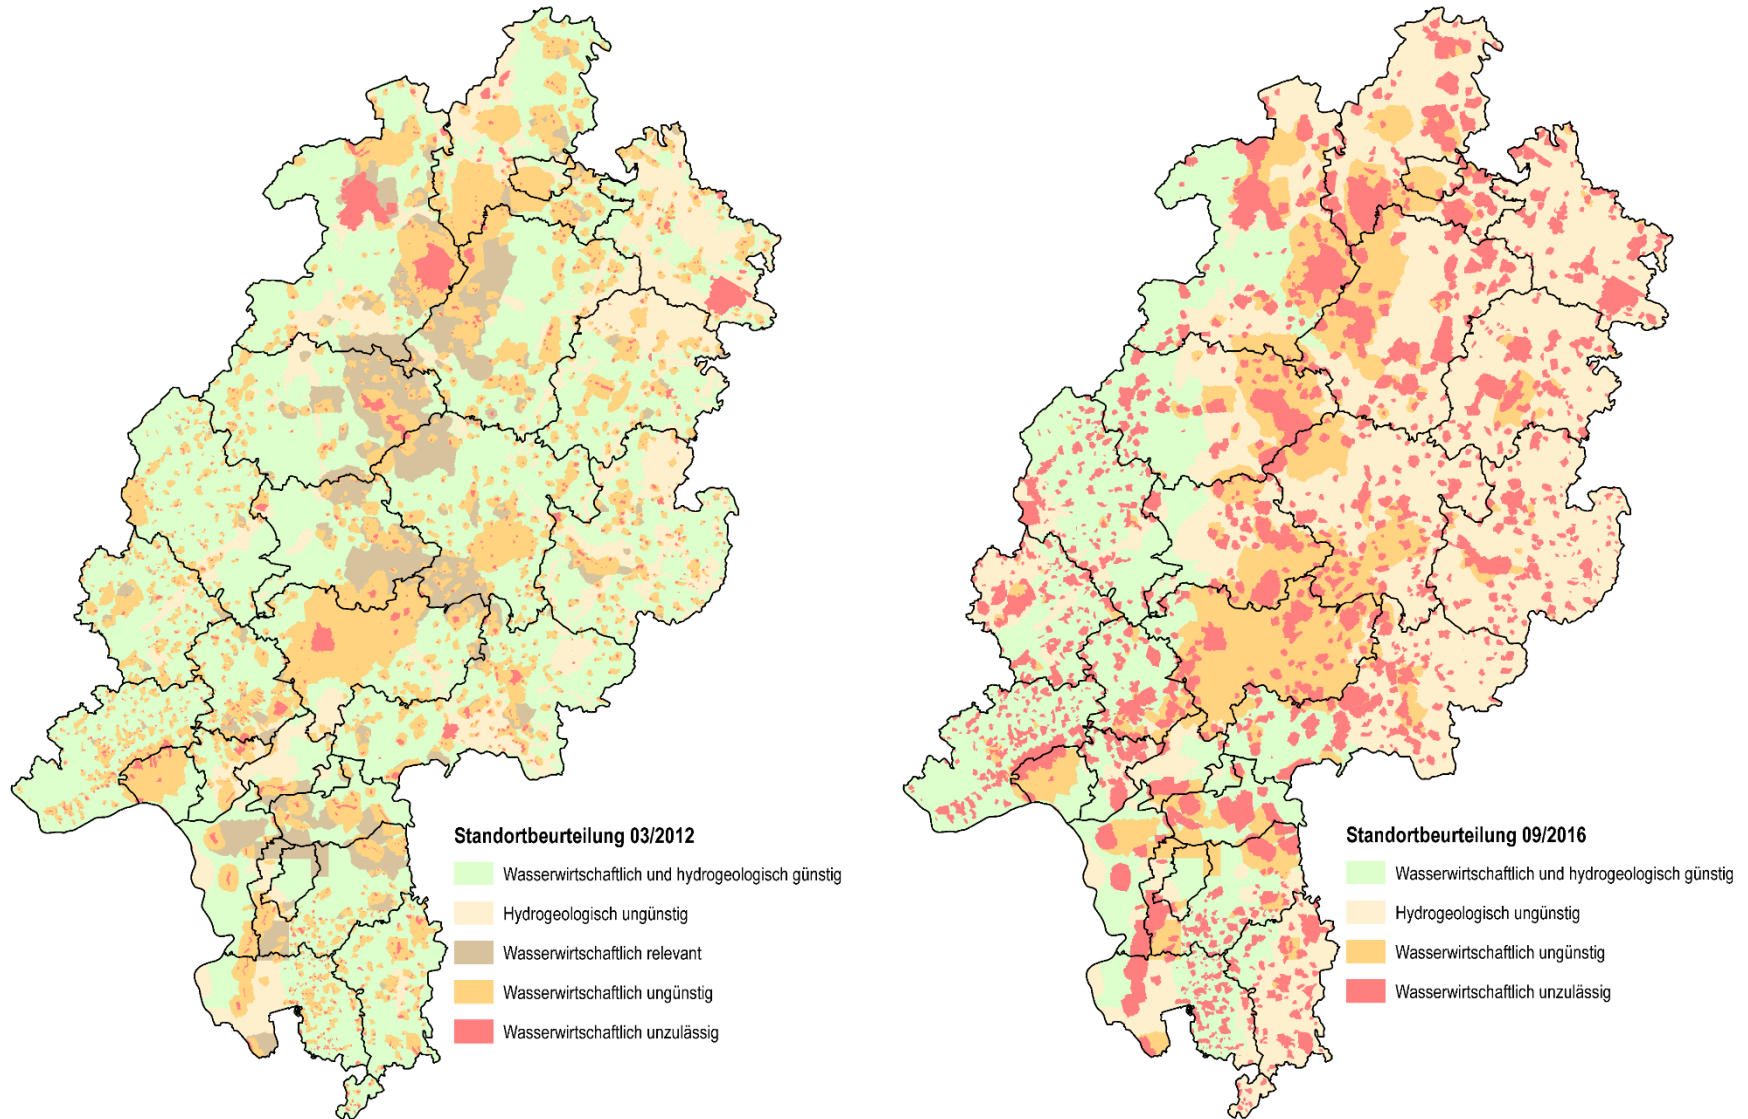 Standortbeurteilung 03/2012
Wasserwirtschaftlich und hydrogeologisch günstig
Hydrogeologisch ungünstig
Wasserwirtschaftlich relevant
Wasserwirtschaftlich ungünstig
Wasserwirtschaftlich unzulässig
Standortbeurteilung 09/2016
Wasserwirtschaftlich und hydrogeologisch günstig
Hydrogeologisch ungünstig
Wasserwirtschaftlich ungünstig
Wasserwirtschaftlich unzulässig